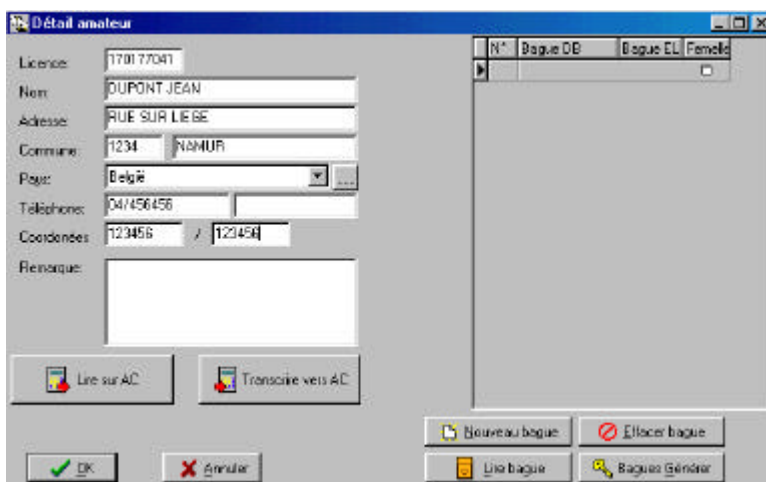 Détail amateur
Licence: 170177041
Nom: DUPONT JEAN
Adresse: RUE SUR LIEGE
Commune: 1234 NAMUR
Pays: België ...
Téléphone: 04/456456
Coordonées 123456 / 123456
Remarque:
N° Bague DB Bague EL Femelle
Lire sur AC Transcrire vers AC
Nouveau bague Effacer bague
OK Annuler Lire bague Bagues Générer